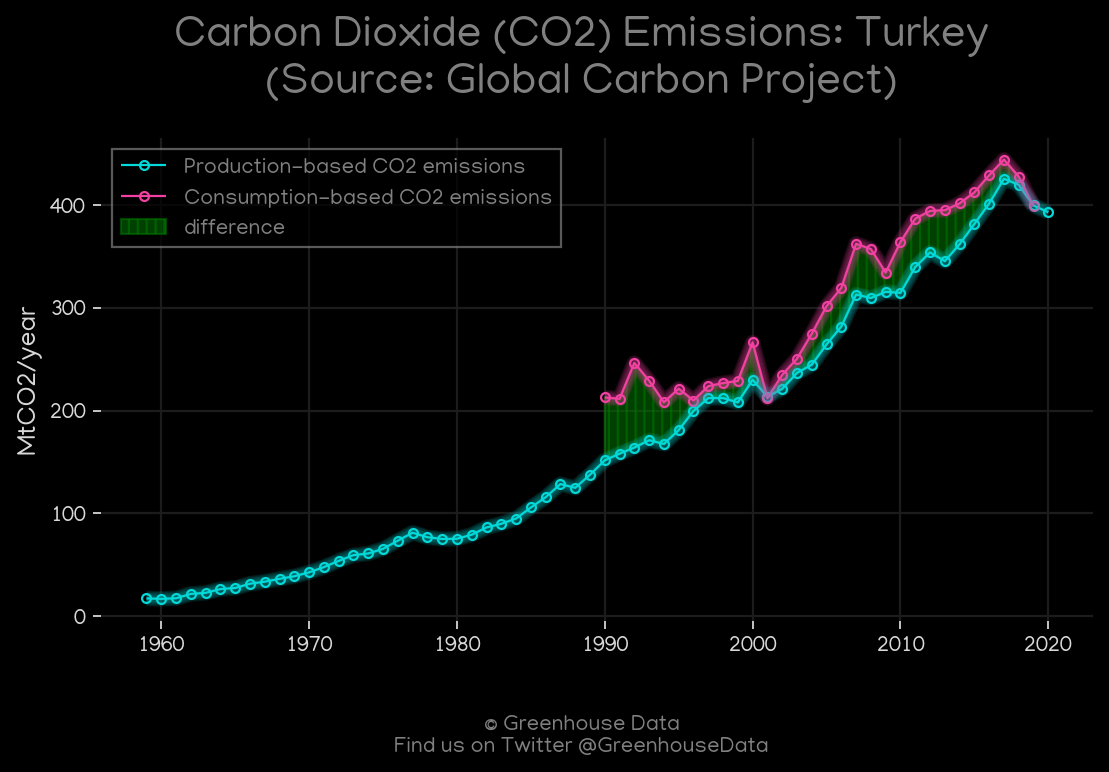 Carbon Dioxide (CO2) Emissions: Turkey
(Source: Global Carbon Project)
Production-based CO2 emissions
Consumption-based CO2 emissions
difference
MtCO2/year
400
300
200
100
0
1960 1970 1980 1990 2000 2010 2020
© Greenhouse Data
Find us on Twitter @GreenhouseData